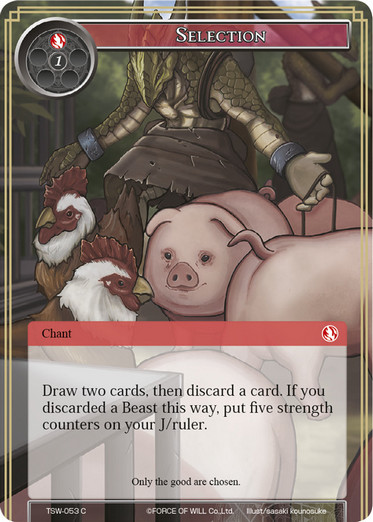 Selection
1
Chant
Draw two cards, then discard a card. If you
discarded a Beast this way, put five strength
counters on your J/ruler.
Only the good are chosen.
TSW-053 C ©FORCE OF WILL Co.,Ltd. Illust/sasaki kounosuke